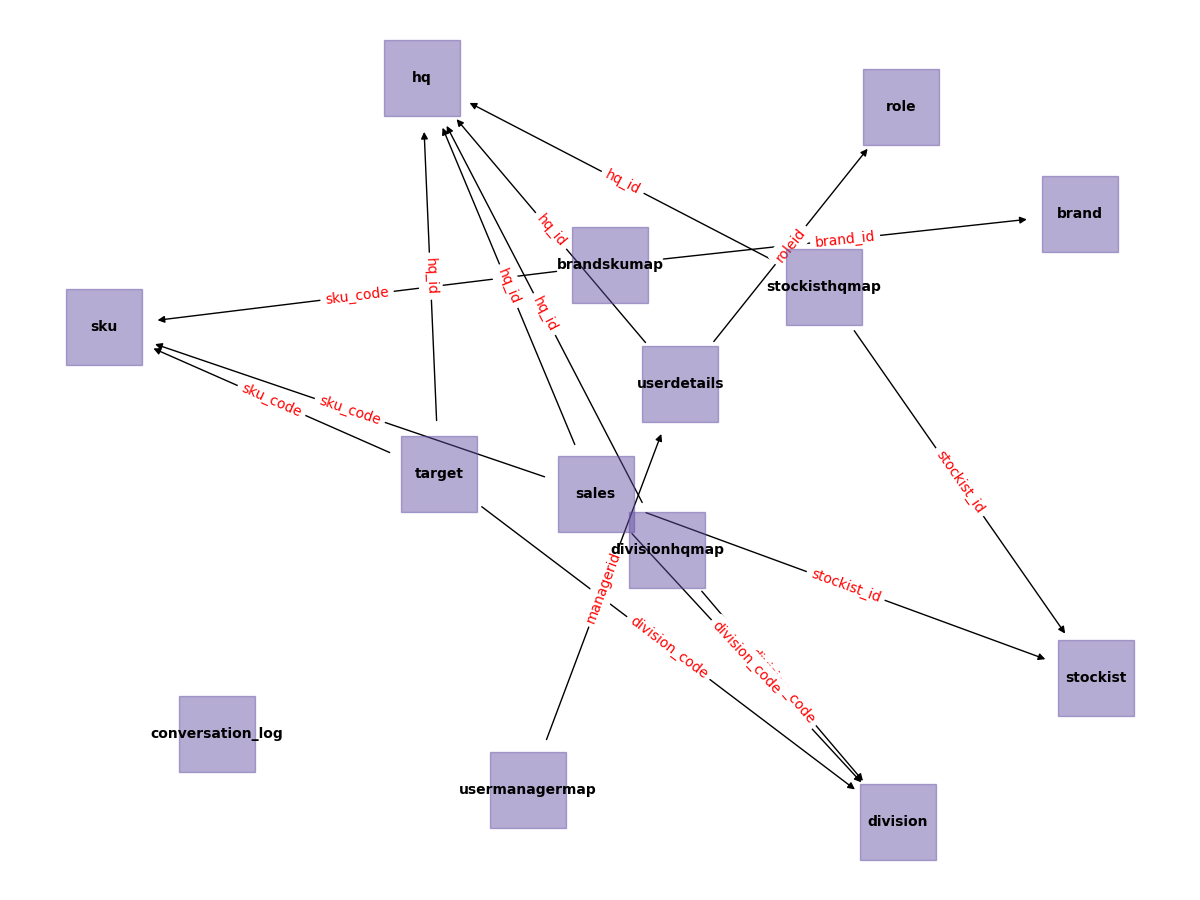 hq
role
hq_id
brand
hq_id
roleid
brand_id
brandskumap
hq_id
hq_id
stockisthqmap
sku_code
hq_id
sku
userdetails
sku_code
sku_code
target
stockist_id
sales
divisionhqmap
managerid
stockist_id
division_code
division_code
_code
stockist
conversation_log
usermanagermap
division